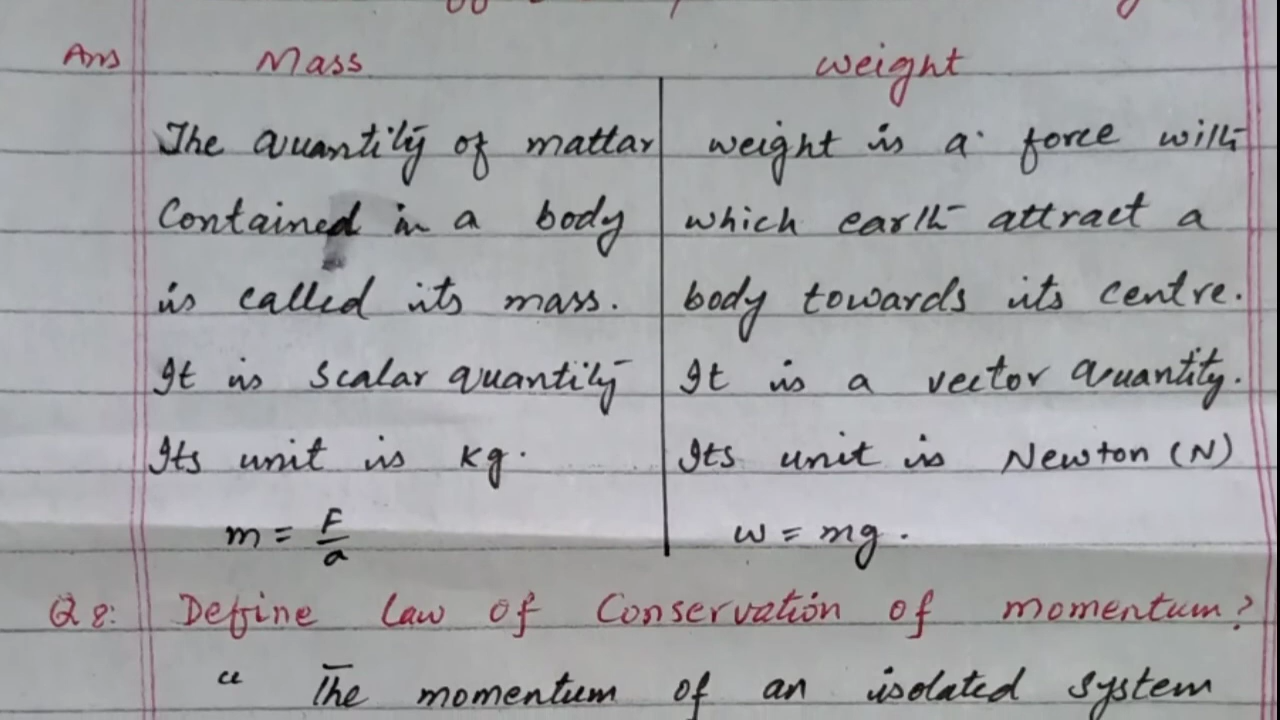 Ans Mass weight
The quantity of mattar weight is a force with
Contained in a body which earth attract a
is called its mass. body towards its centre.
It is scalar quantity It is a vector quantity.
Its unit is kg. Its unit is Newton (N)
m = F/a w = mg.
Q 8: Define Law of Conservation of momentum?
" The momentum of an isolated system